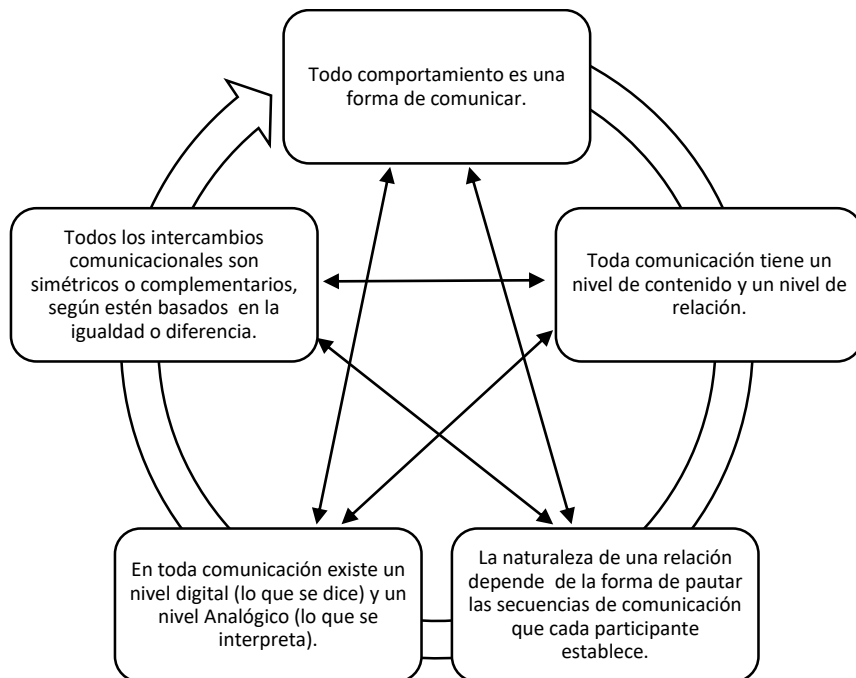 Todo comportamiento es una
forma de comunicar.
Toda comunicación tiene un
nivel de contenido y un nivel de
relación.
La naturaleza de una relación
depende  de la forma de pautar
las secuencias de comunicación
que cada participante
establece.
En toda comunicación existe un
nivel digital (lo que se dice) y un
nivel Analógico (lo que se
interpreta).
Todos los intercambios
comunicacionales son
simétricos o complementarios,
según estén basados  en la
igualdad o diferencia.